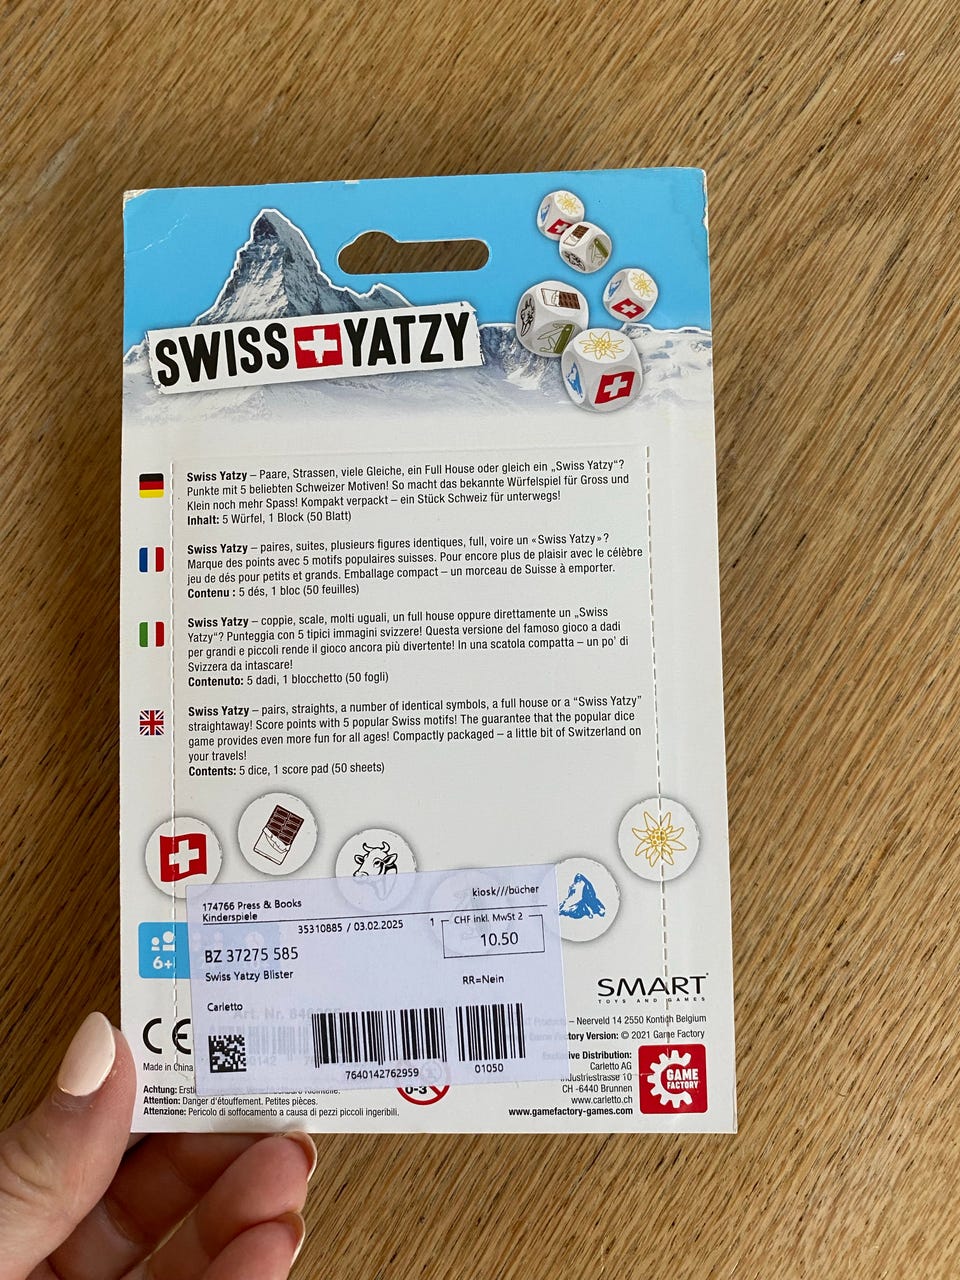 SWISS YATZY
Swiss Yatzy – Paare, Strassen, viele Gleiche, ein Full House oder gleich ein „Swiss Yatzy“?
Punkte mit 5 beliebten Schweizer Motiven! So macht das bekannte Würfelspiel für Gross und
Klein noch mehr Spass! Kompakt verpackt – ein Stück Schweiz für unterwegs!
Inhalt: 5 Würfel, 1 Block (50 Blatt)
Swiss Yatzy – paires, suites, plusieurs figures identiques, full, voire un «Swiss Yatzy»?
Marque des points avec 5 motifs populaires suisses. Pour encore plus de plaisir avec le célèbre
jeu de dés pour petits et grands. Emballage compact – un morceau de Suisse à emporter.
Contenu : 5 dés, 1 bloc (50 feuilles)
Swiss Yatzy – coppie, scale, molti uguali, un full house oppure direttamente un „Swiss
Yatzy“? Punteggia con 5 tipici immagini svizzere! Questa versione del famoso gioco a dadi
per grandi e piccoli rende il gioco ancora più divertente! In una scatola compatta – un po' di
Svizzera da intascare!
Contenuto: 5 dadi, 1 blocchetto (50 fogli)
Swiss Yatzy – pairs, straights, a number of identical symbols, a full house or a “Swiss Yatzy”
straightaway! Score points with 5 popular Swiss motifs! The guarantee that the popular dice
game provides even more fun for all ages! Compactly packaged – a little bit of Switzerland on
your travels!
Contents: 5 dice, 1 score pad (50 sheets)
174766 Press & Books
Kinderspiele
kiosk///bücher
35310885 / 03.02.2025
1
CHF inkl. MwSt 2
10.50
BZ 37275 585
Swiss Yatzy Blister
RR=Nein
Carletto
7640142762959
01050
6+
CE
Made in China
0-3
Achtung:
Attention: Danger d'étouffement. Petites pièces.
Attenzione: Pericolo di soffocamento a causa di pezzi piccoli ingeribili.
SMART
TOYS AND GAMES
– Neerveld 14 2550 Kontich Belgium
Version: © 2021 Game Factory
Distribution:
Carletto AG
Industriestrasse 10
CH -6440 Brunnen
www.carletto.ch
www.gamefactory-games.com
GAME
FACTORY